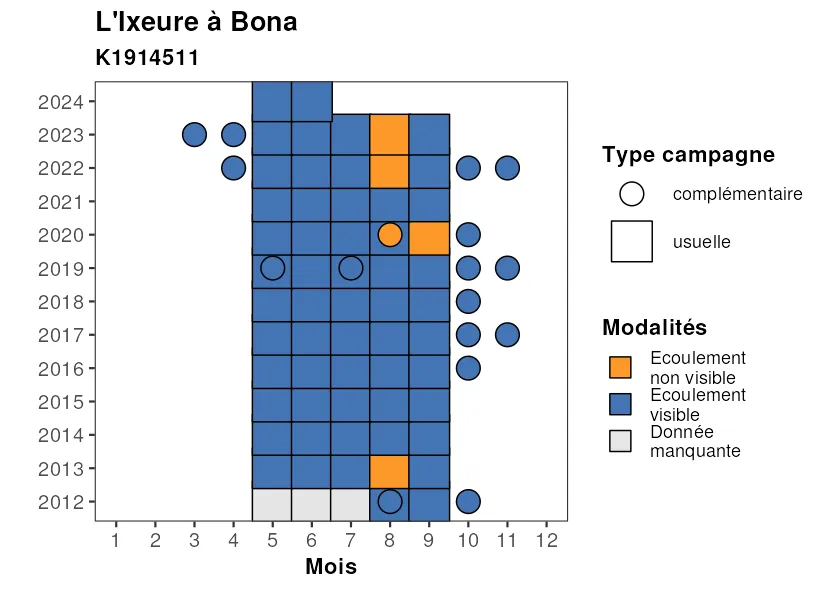 L'Ixeure à Bona
K1914511
2024
2023
2022
2021
2020
2019
2018
2017
2016
2015
2014
2013
2012
1 2 3 4 5 6 7 8 9 10 11 12
Mois
Type campagne
complémentaire
usuelle
Modalités
Ecoulement
non visible
Ecoulement
visible
Donnée
manquante